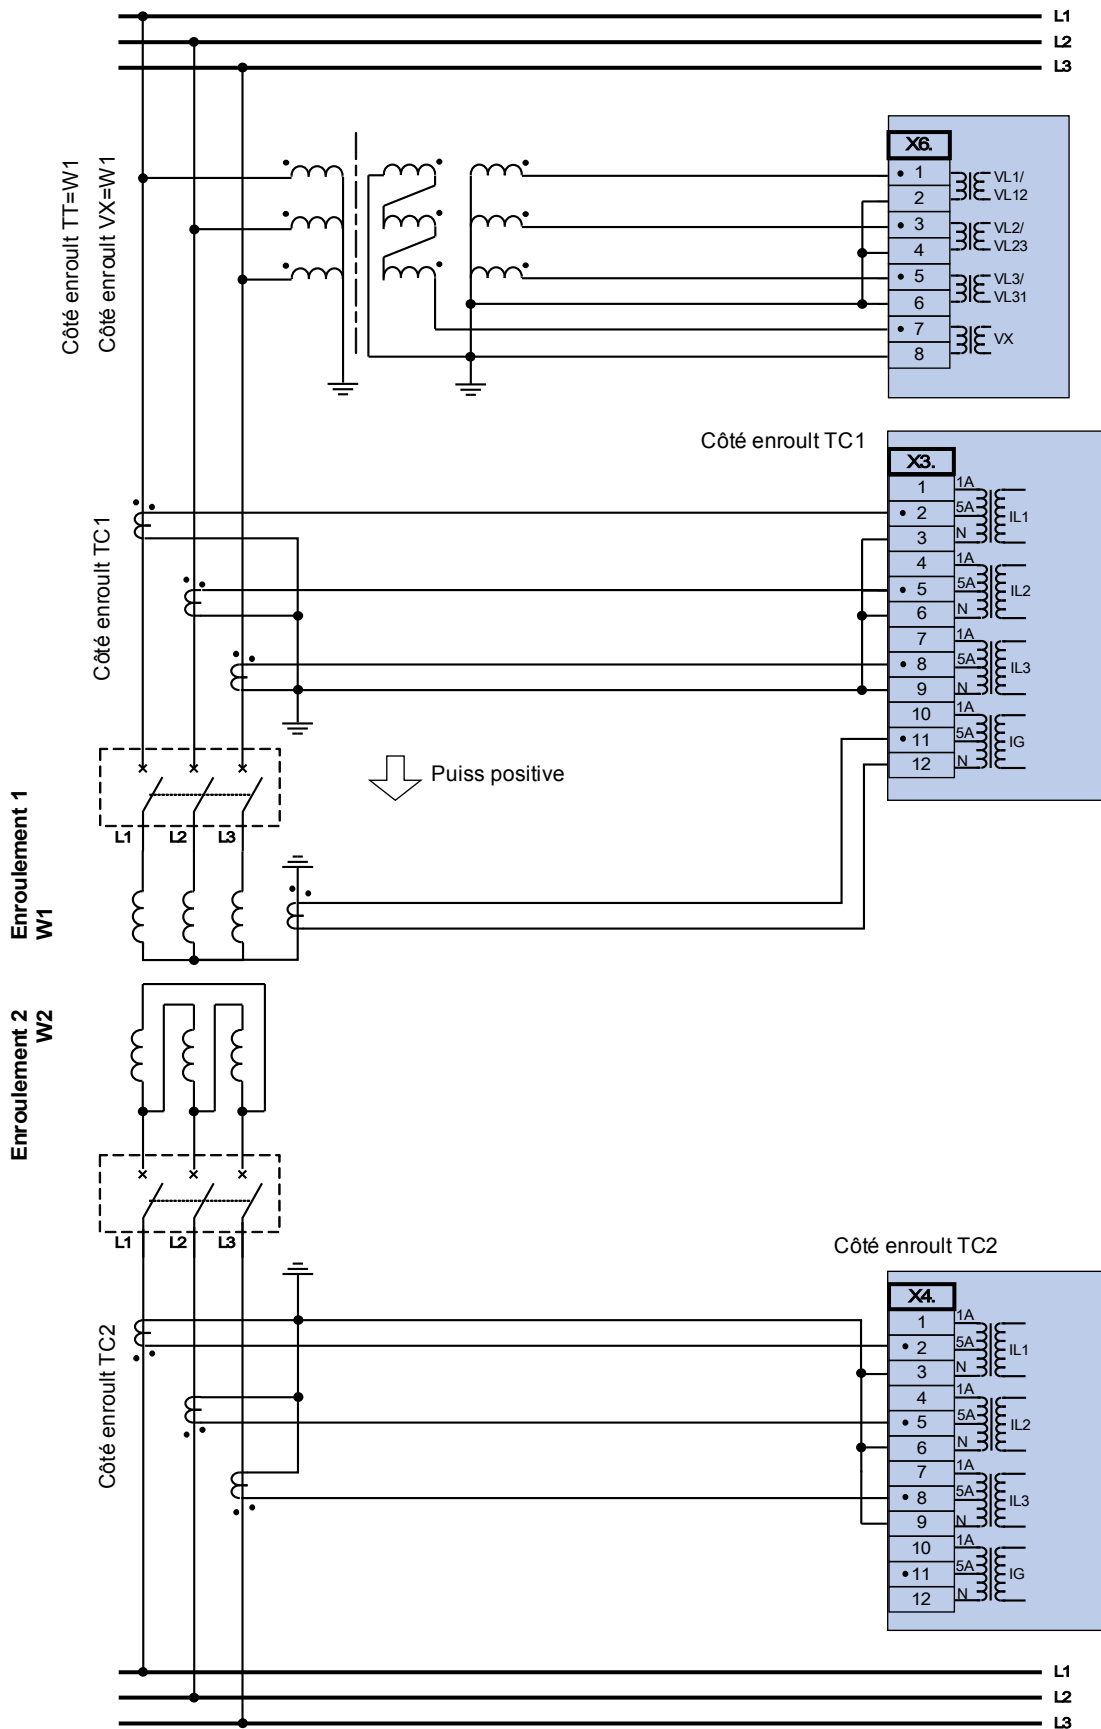 L1
L2
L3
Côté enroult TT=W1
Côté enroult VX=W1
X6.
1
2
3
4
5
6
7
8
VL1/
VL12
VL2/
VL23
VL3/
VL31
VX
Côté enroult TC1
Côté enroult TC1
X3.
1
2
3
4
5
6
7
8
9
10
11
12
1A
5A
N
IL1
1A
5A
N
IL2
1A
5A
N
IL3
1A
5A
N
IG
Puiss positive
L1
L2
L3
Enroulement 1
W1
Enroulement 2
W2
L1
L2
L3
Côté enroult TC2
Côté enroult TC2
X4.
1
2
3
4
5
6
7
8
9
10
11
12
1A
5A
N
IL1
1A
5A
N
IL2
1A
5A
N
IL3
1A
5A
N
IG
L1
L2
L3